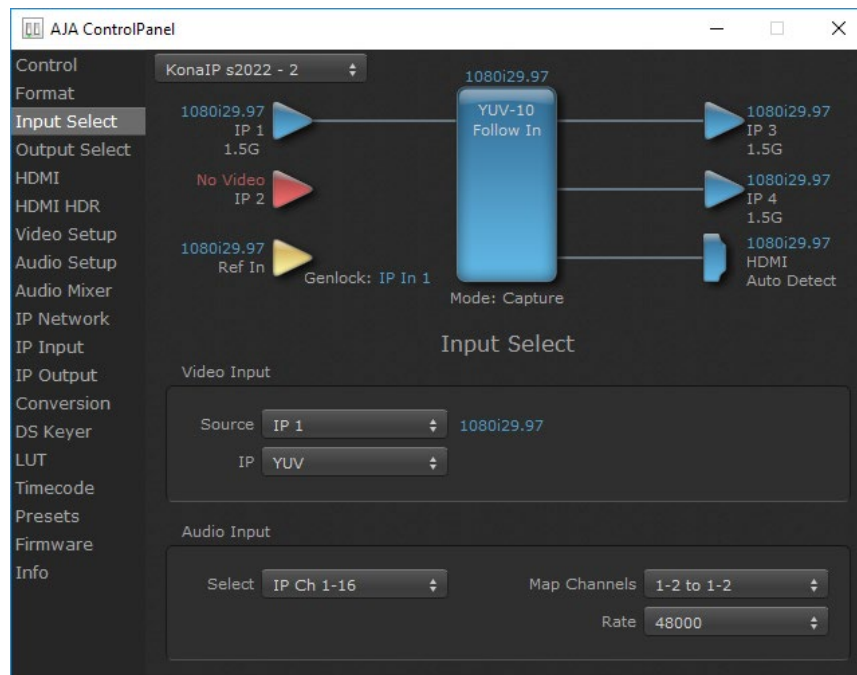 AJA ControlPanel
Control
Format
Input Select
Output Select
HDMI
HDMI HDR
Video Setup
Audio Setup
Audio Mixer
IP Network
IP Input
IP Output
Conversion
DS Keyer
LUT
Timecode
Presets
Firmware
Info
KonaIP s2022 - 2
1080i29.97
1080i29.97
IP 1
1.5G
No Video
IP 2
1080i29.97
Ref In
Genlock: IP In 1
YUV-10
Follow In
Mode: Capture
1080i29.97
IP 3
1.5G
1080i29.97
IP 4
1.5G
1080i29.97
HDMI
Auto Detect
Input Select
Video Input
Source IP 1 1080i29.97
IP YUV
Audio Input
Select IP Ch 1-16 Map Channels 1-2 to 1-2
Rate 48000